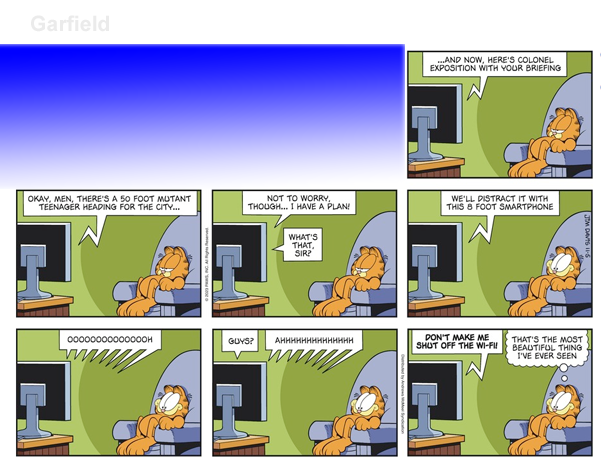 Garfield
...AND NOW, HERE'S COLONEL
EXPOSITION WITH YOUR BRIEFING
OKAY, MEN, THERE'S A 50 FOOT MUTANT
TEENAGER HEADING FOR THE CITY...
© 2023 PAWS, INC. All Rights Reserved.
NOT TO WORRY,
THOUGH... I HAVE A PLAN!
WHAT'S
THAT,
SIR?
WE'LL DISTRACT IT WITH
THIS 8 FOOT SMARTPHONE
JIM DAVIS 11-5
OOOOOOOOOOOOOOH
GUYS?
AHHHHHHHHHHHHHH
Distributed by Andrews McMeel Syndication
DON'T MAKE ME
SHUT OFF THE WI-FI!
THAT'S THE MOST
BEAUTIFUL THING
I'VE EVER SEEN